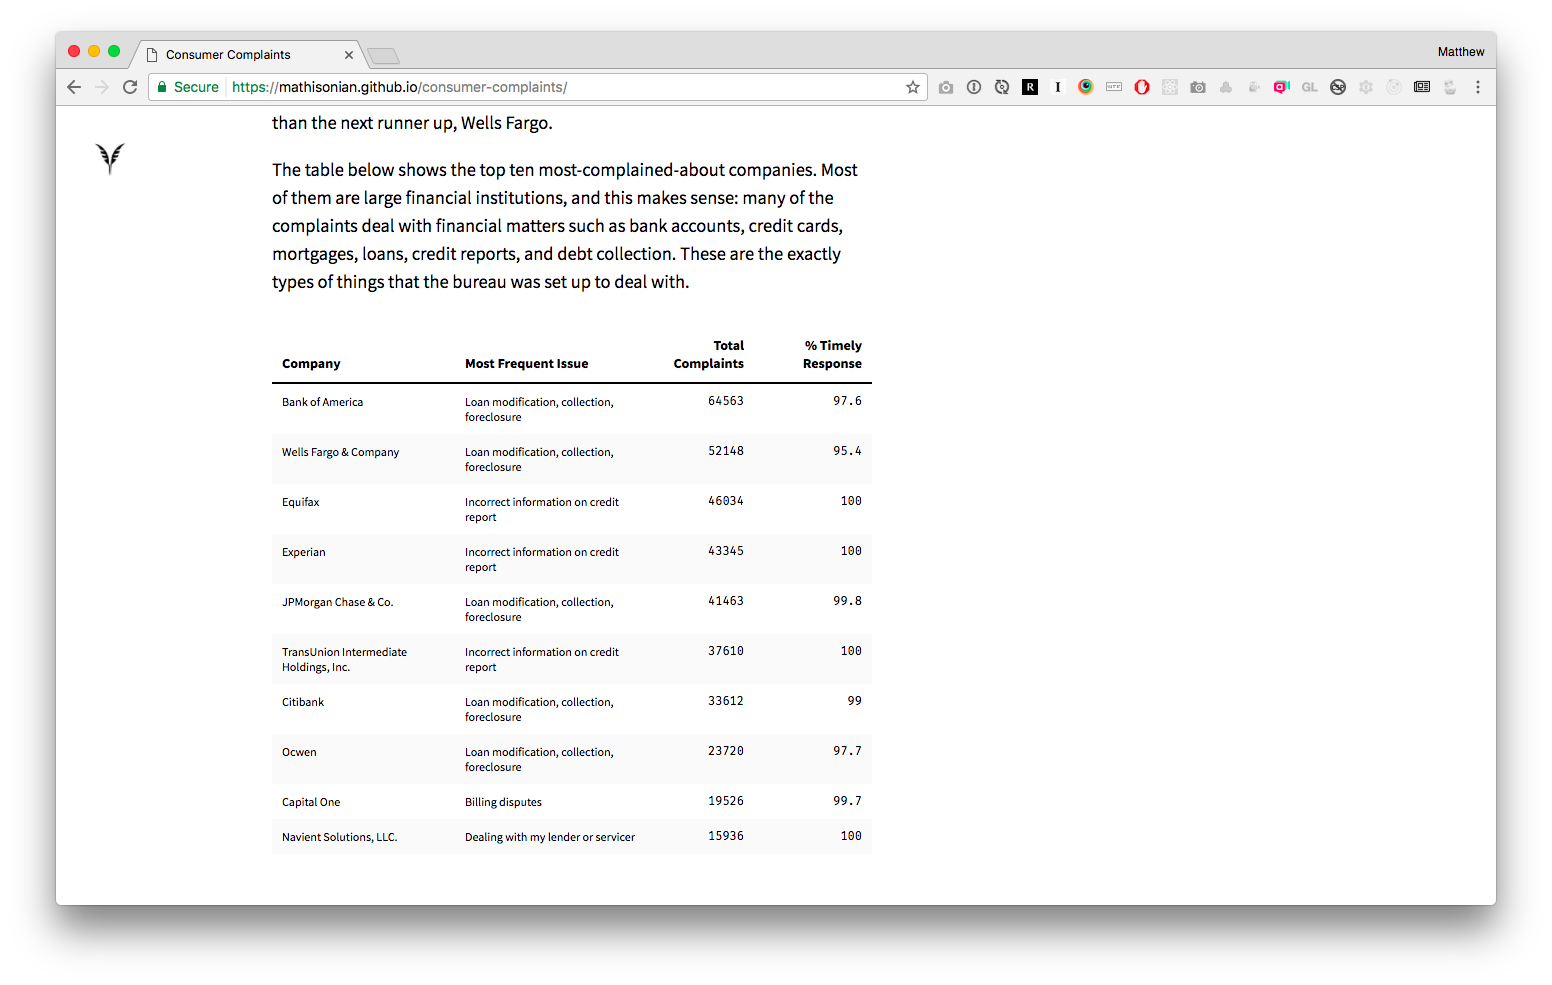 Consumer Complaints
Matthew
Secure https://mathisonian.github.io/consumer-complaints/
R I GL
than the next runner up, Wells Fargo.
The table below shows the top ten most-complained-about companies. Most
of them are large financial institutions, and this makes sense: many of the
complaints deal with financial matters such as bank accounts, credit cards,
mortgages, loans, credit reports, and debt collection. These are the exactly
types of things that the bureau was set up to deal with.
Total % Timely
Company Most Frequent Issue Complaints Response
Bank of America Loan modification, collection, 64563 97.6
foreclosure
Wells Fargo & Company Loan modification, collection, 52148 95.4
foreclosure
Equifax Incorrect information on credit 46034 100
report
Experian Incorrect information on credit 43345 100
report
JPMorgan Chase & Co. Loan modification, collection, 41463 99.8
foreclosure
TransUnion Intermediate Incorrect information on credit 37610 100
Holdings, Inc. report
Citibank Loan modification, collection, 33612 99
foreclosure
Ocwen Loan modification, collection, 23720 97.7
foreclosure
Capital One Billing disputes 19526 99.7
Navient Solutions, LLC. Dealing with my lender or servicer 15936 100